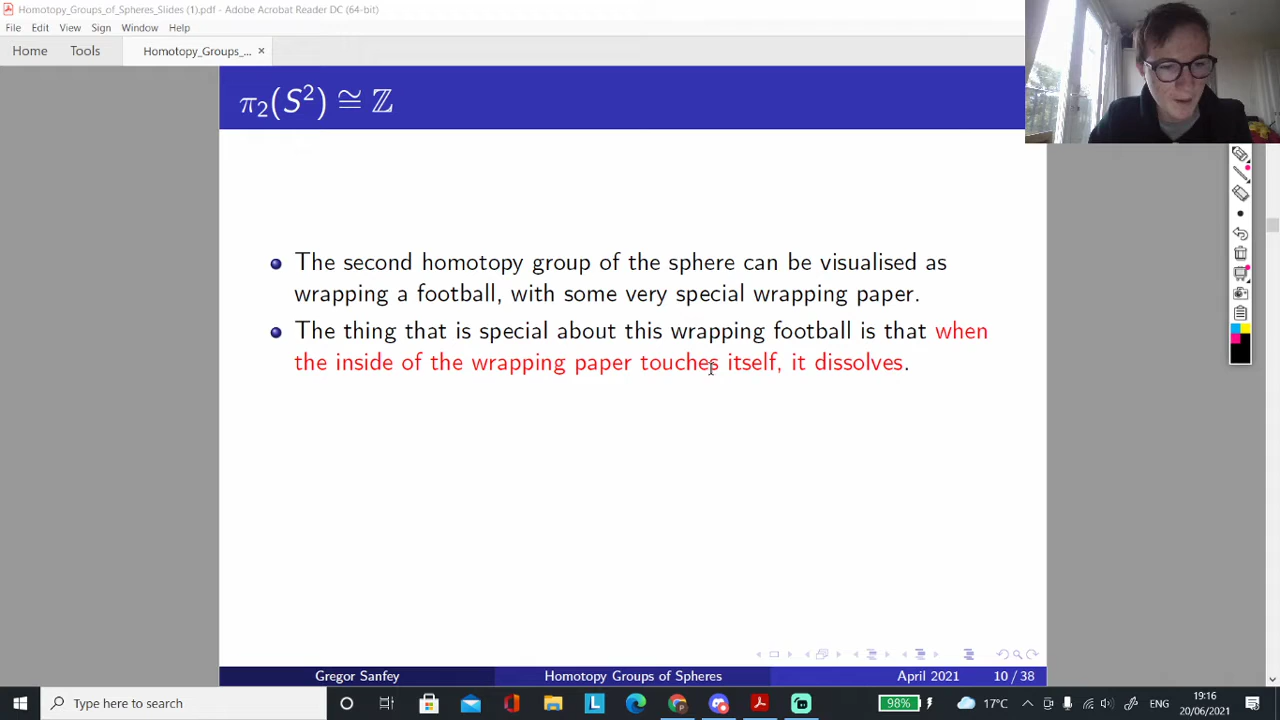 Homotopy_Groups_of_Spheres_Slides (1).pdf - Adobe Acrobat Reader DC (64-bit)
File Edit View Sign Window Help
Home Tools Homotopy_Groups_... ×
π₂(S²) ≅ ℤ
The second homotopy group of the sphere can be visualised as
wrapping a football, with some very special wrapping paper.
The thing that is special about this wrapping football is that when
the inside of the wrapping paper touches itself, it dissolves.
Gregor Sanfey Homotopy Groups of Spheres April 2021 10 / 38
Type here to search
98% 17°C ENG
19:16
20/06/2021